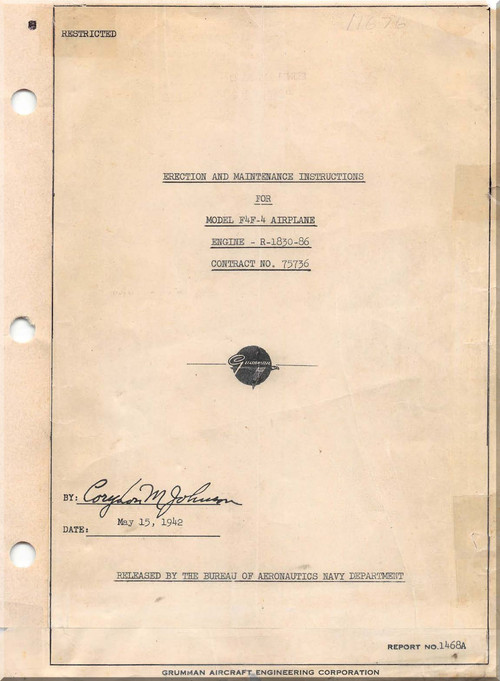 RESTRICTED
ERECTION AND MAINTENANCE INSTRUCTIONS
FOR
MODEL F4F-4 AIRPLANE
ENGINE - R-1830-86
CONTRACT NO. 75736
GRUMMAN
BY: Corydon M Johnson
May 15, 1942
DATE:
RELEASED BY THE BUREAU OF AERONAUTICS NAVY DEPARTMENT
REPORT NO. 1468A
GRUMMAN AIRCRAFT ENGINEERING CORPORATION